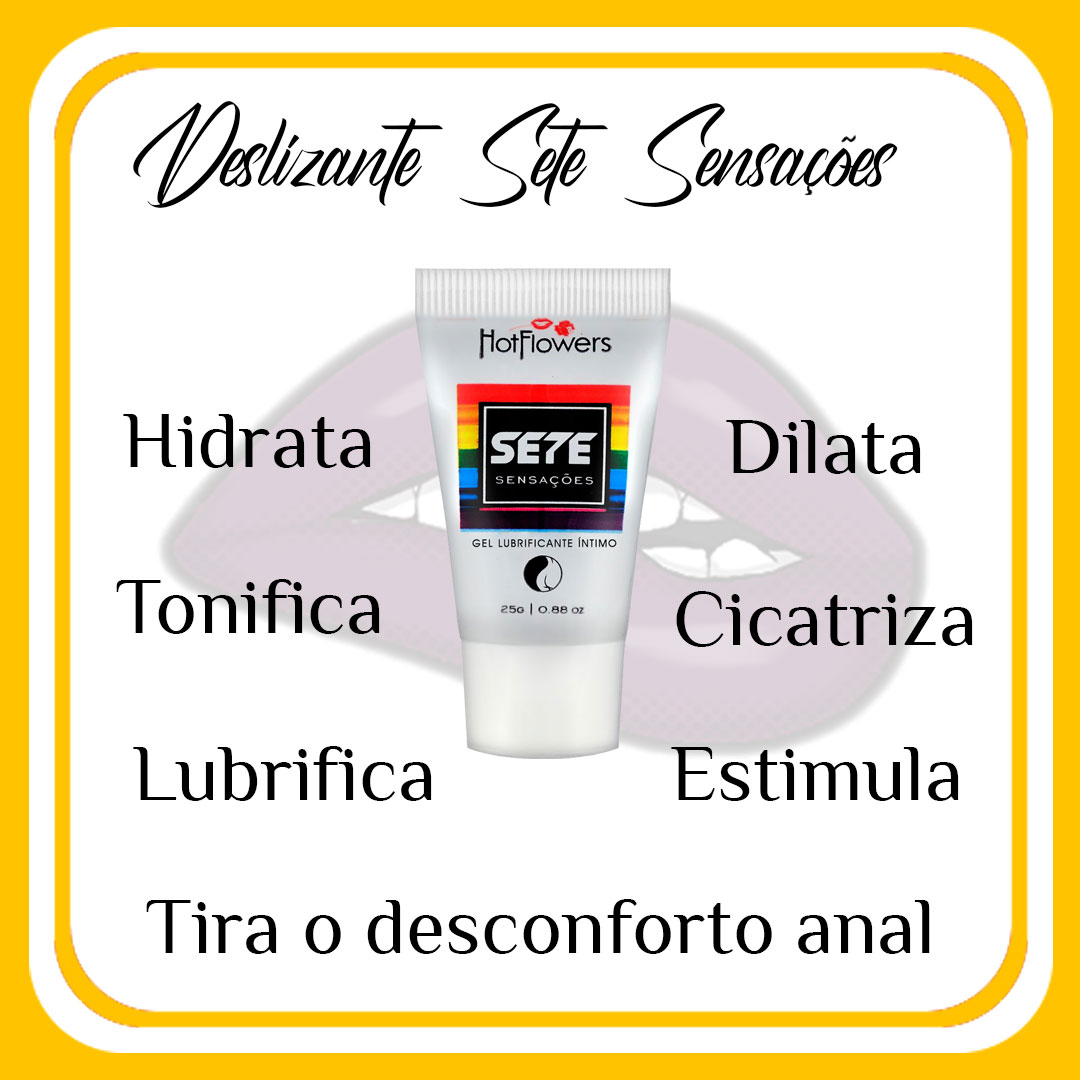 Deslizante Sete Sensações
HotFlowers
SE7E
SENSAÇÕES
GEL LUBRIFICANTE ÍNTIMO
25G | 0.88 oz
Hidrata
Dilata
Tonifica
Cicatriza
Lubrifica
Estimula
Tira o desconforto anal